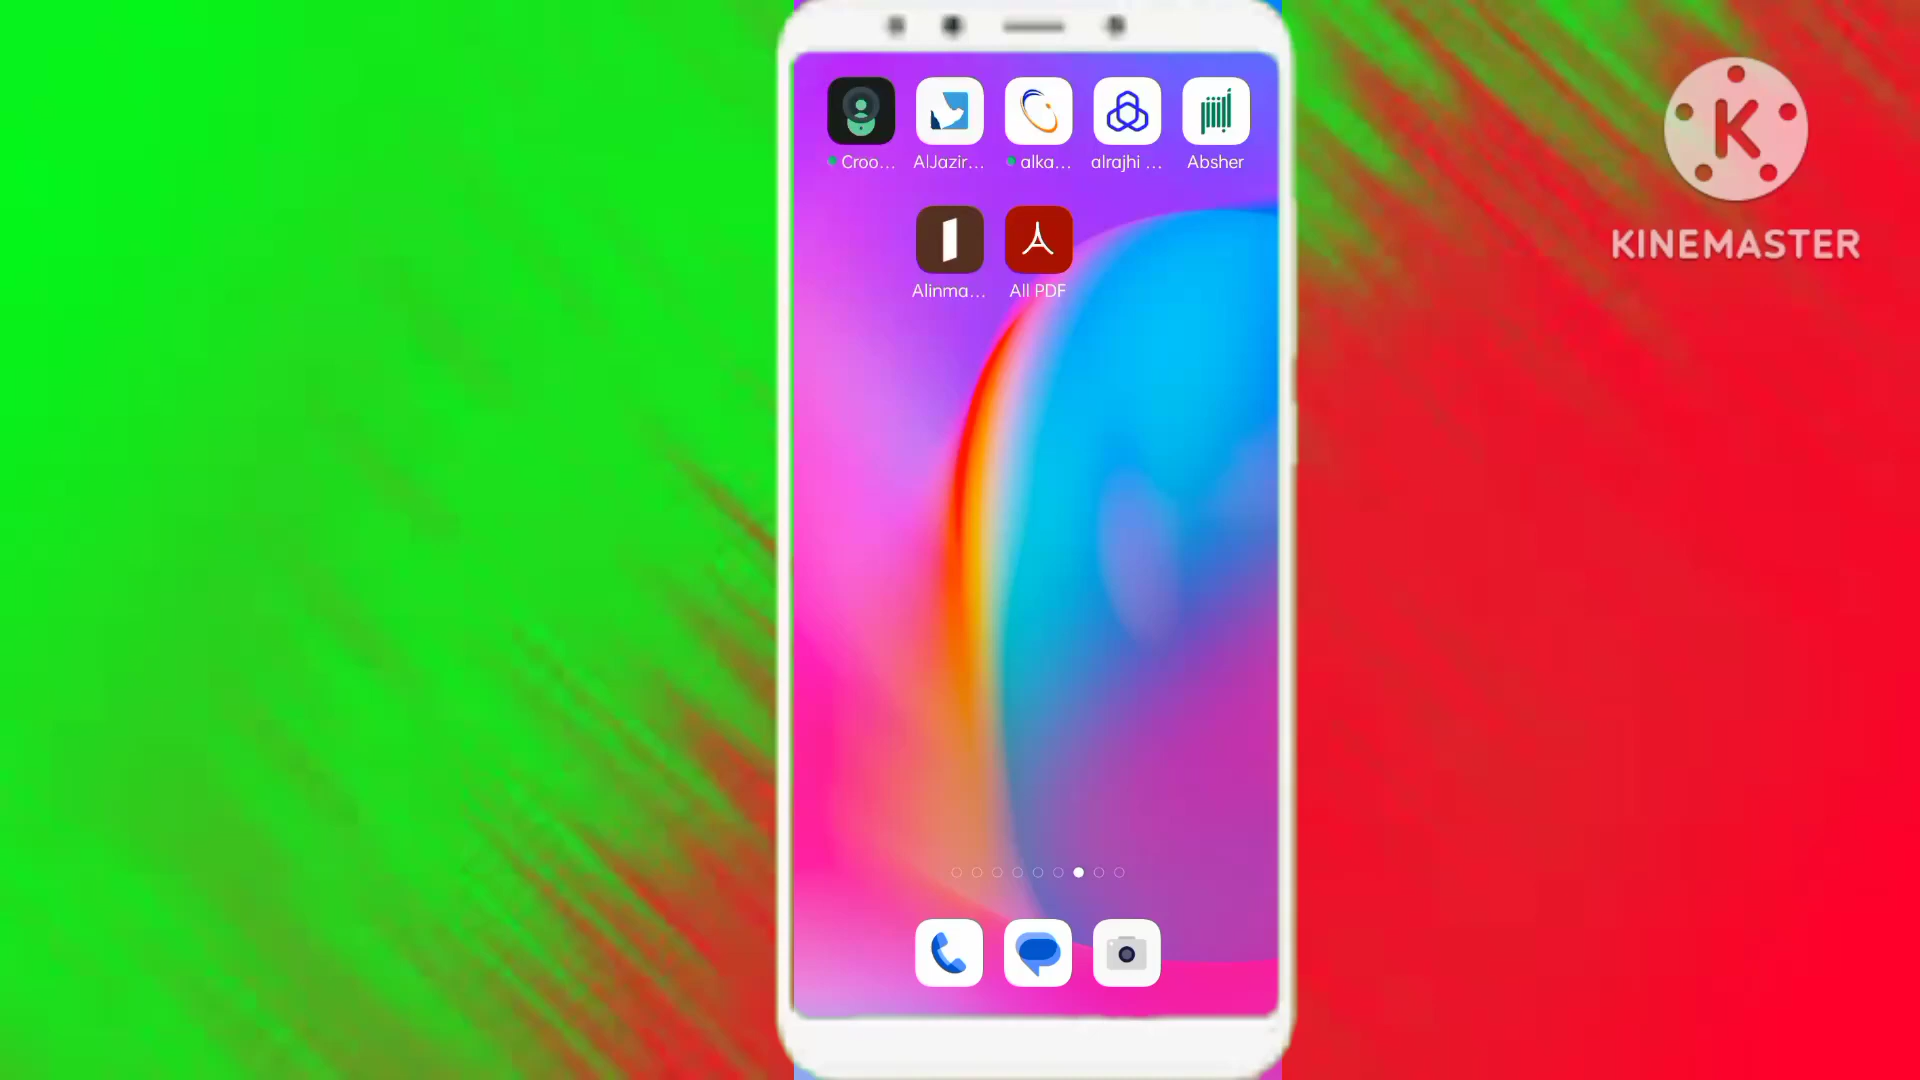 Croo...
AlJazir...
alka...
alrajhi ...
Absher
Alinma...
All PDF
K
KINEMASTER